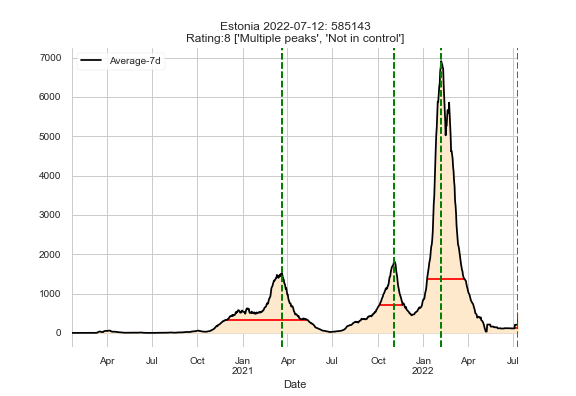 Estonia 2022-07-12: 585143
Rating:8 ['Multiple peaks', 'Not in control']
Average-7d
7000
6000
5000
4000
3000
2000
1000
0
Apr Jul Oct Jan Apr Jul Oct Jan Apr Jul
2021 2022
Date